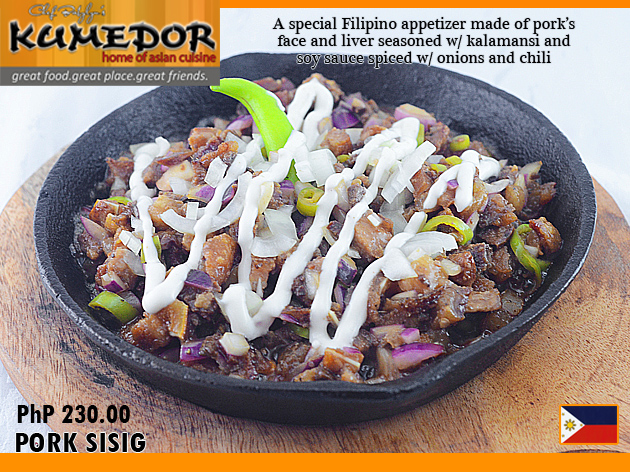 Chef Redjy's
KUMEDOR
home of asian cuisine
great food.great place.great friends.
A special Filipino appetizer made of pork's
face and liver seasoned w/ kalamansi and
soy sauce spiced w/ onions and chili
PhP 230.00
PORK SISIG